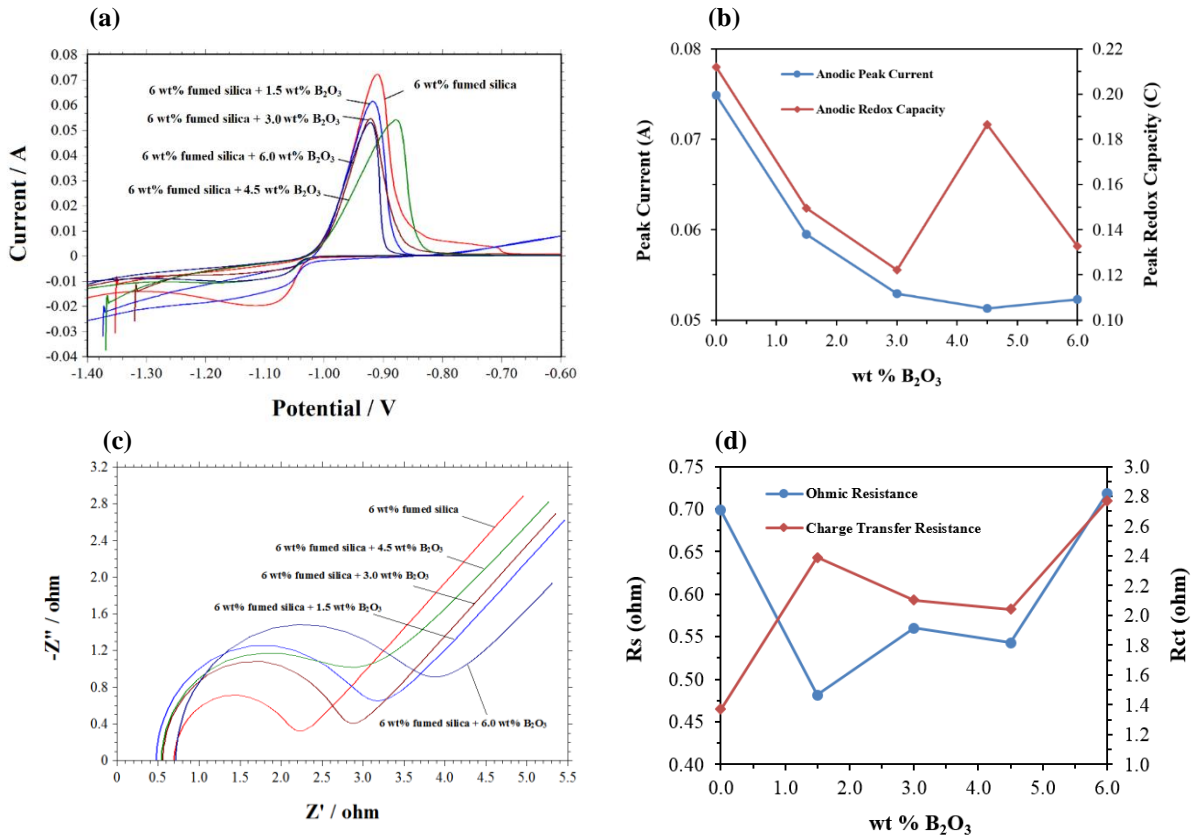 (a)
0.08
0.07
0.06
0.05
0.04
0.03
0.02
0.01
0
-0.01
-0.02
-0.03
-0.04
Current / A
6 wt% fumed silica + 1.5 wt% B₂O₃
6 wt% fumed silica
6 wt% fumed silica + 3.0 wt% B₂O₃
6 wt% fumed silica + 6.0 wt% B₂O₃
6 wt% fumed silica + 4.5 wt% B₂O₃
-1.40 -1.30 -1.20 -1.10 -1.00 -0.90 -0.80 -0.70 -0.60
Potential / V
(b)
0.08
0.07
0.06
0.05
Peak Current (A)
Anodic Peak Current
Anodic Redox Capacity
0.22
0.20
0.18
0.16
0.14
0.12
0.10
Peak Redox Capacity (C)
0.0 1.0 2.0 3.0 4.0 5.0 6.0
wt % B₂O₃
(c)
3.2
2.8
2.4
2.0
1.6
1.2
0.8
0.4
0
-Z" / ohm
6 wt% fumed silica
6 wt% fumed silica + 4.5 wt% B₂O₃
6 wt% fumed silica + 3.0 wt% B₂O₃
6 wt% fumed silica + 1.5 wt% B₂O₃
6 wt% fumed silica + 6.0 wt% B₂O₃
0 0.5 1.0 1.5 2.0 2.5 3.0 3.5 4.0 4.5 5.0 5.5
Z' / ohm
(d)
0.75
0.70
0.65
0.60
0.55
0.50
0.45
0.40
Rs (ohm)
Ohmic Resistance
Charge Transfer Resistance
3.0
2.8
2.6
2.4
2.2
2.0
1.8
1.6
1.4
1.2
1.0
Rct (ohm)
0.0 1.0 2.0 3.0 4.0 5.0 6.0
wt % B₂O₃